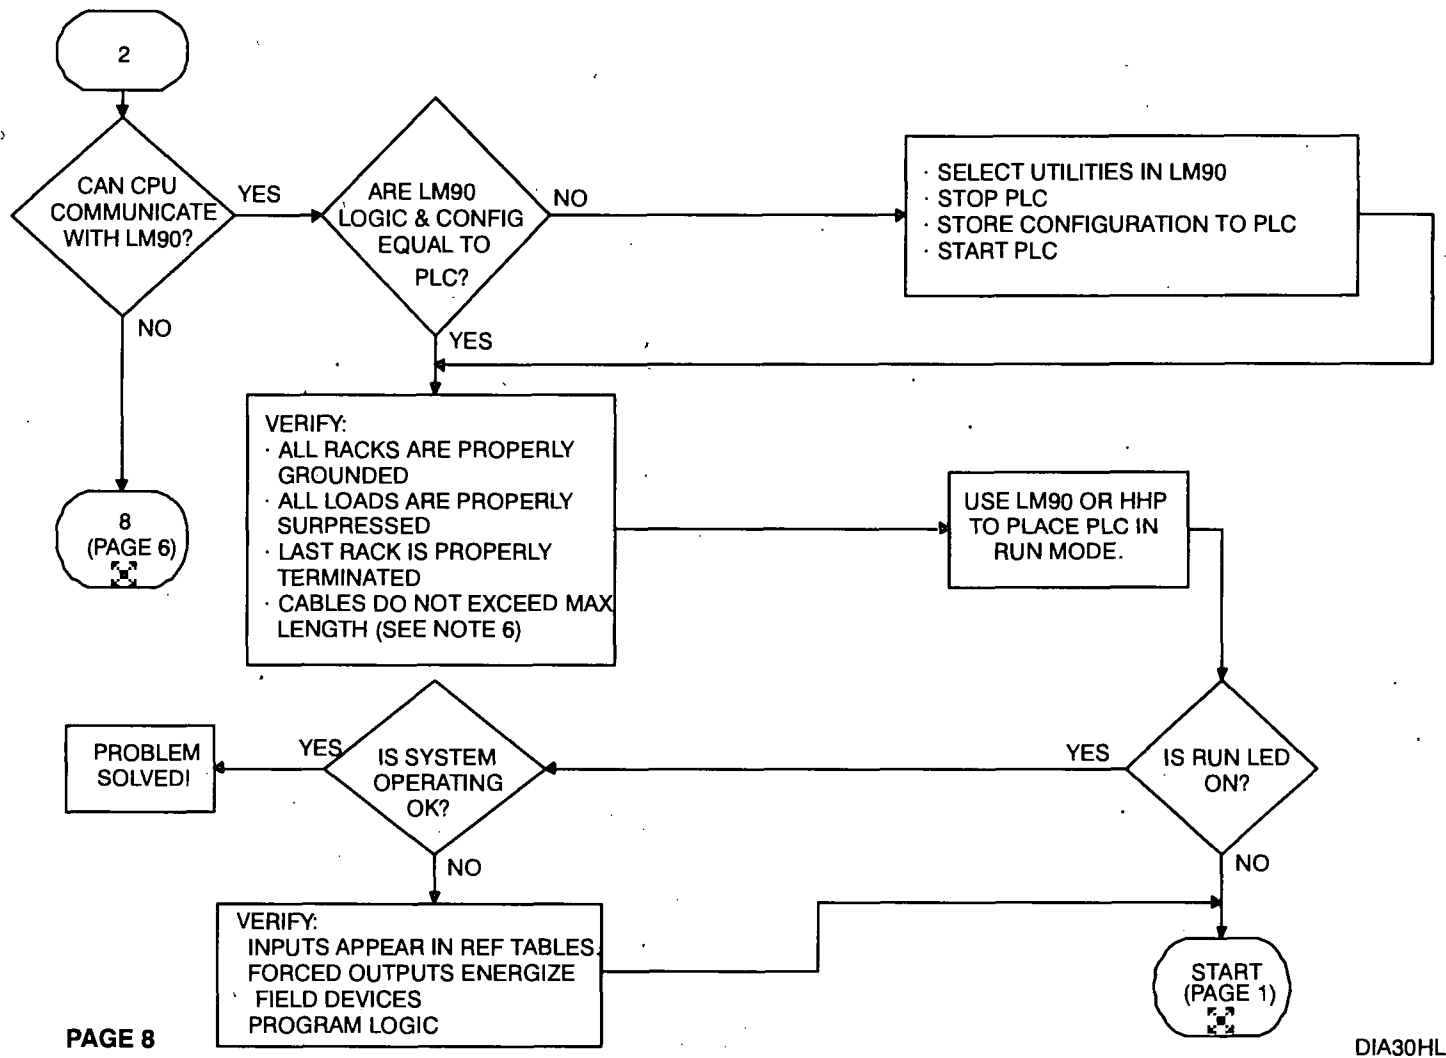 2
CAN CPU
COMMUNICATE
WITH LM90?
YES
NO
8
(PAGE 6)
ARE LM90
LOGIC & CONFIG
EQUAL TO
PLC?
NO
YES
· SELECT UTILITIES IN LM90
· STOP PLC
· STORE CONFIGURATION TO PLC
· START PLC
VERIFY:
· ALL RACKS ARE PROPERLY
GROUNDED
· ALL LOADS ARE PROPERLY
SURPRESSED
· LAST RACK IS PROPERLY
TERMINATED
· CABLES DO NOT EXCEED MAX
LENGTH (SEE NOTE 6)
USE LM90 OR HHP
TO PLACE PLC IN
RUN MODE.
IS RUN LED
ON?
YES
NO
IS SYSTEM
OPERATING
OK?
YES
NO
PROBLEM
SOLVED!
VERIFY:
INPUTS APPEAR IN REF TABLES.
FORCED OUTPUTS ENERGIZE
FIELD DEVICES
PROGRAM LOGIC
START
(PAGE 1)
PAGE 8
DIA30HL